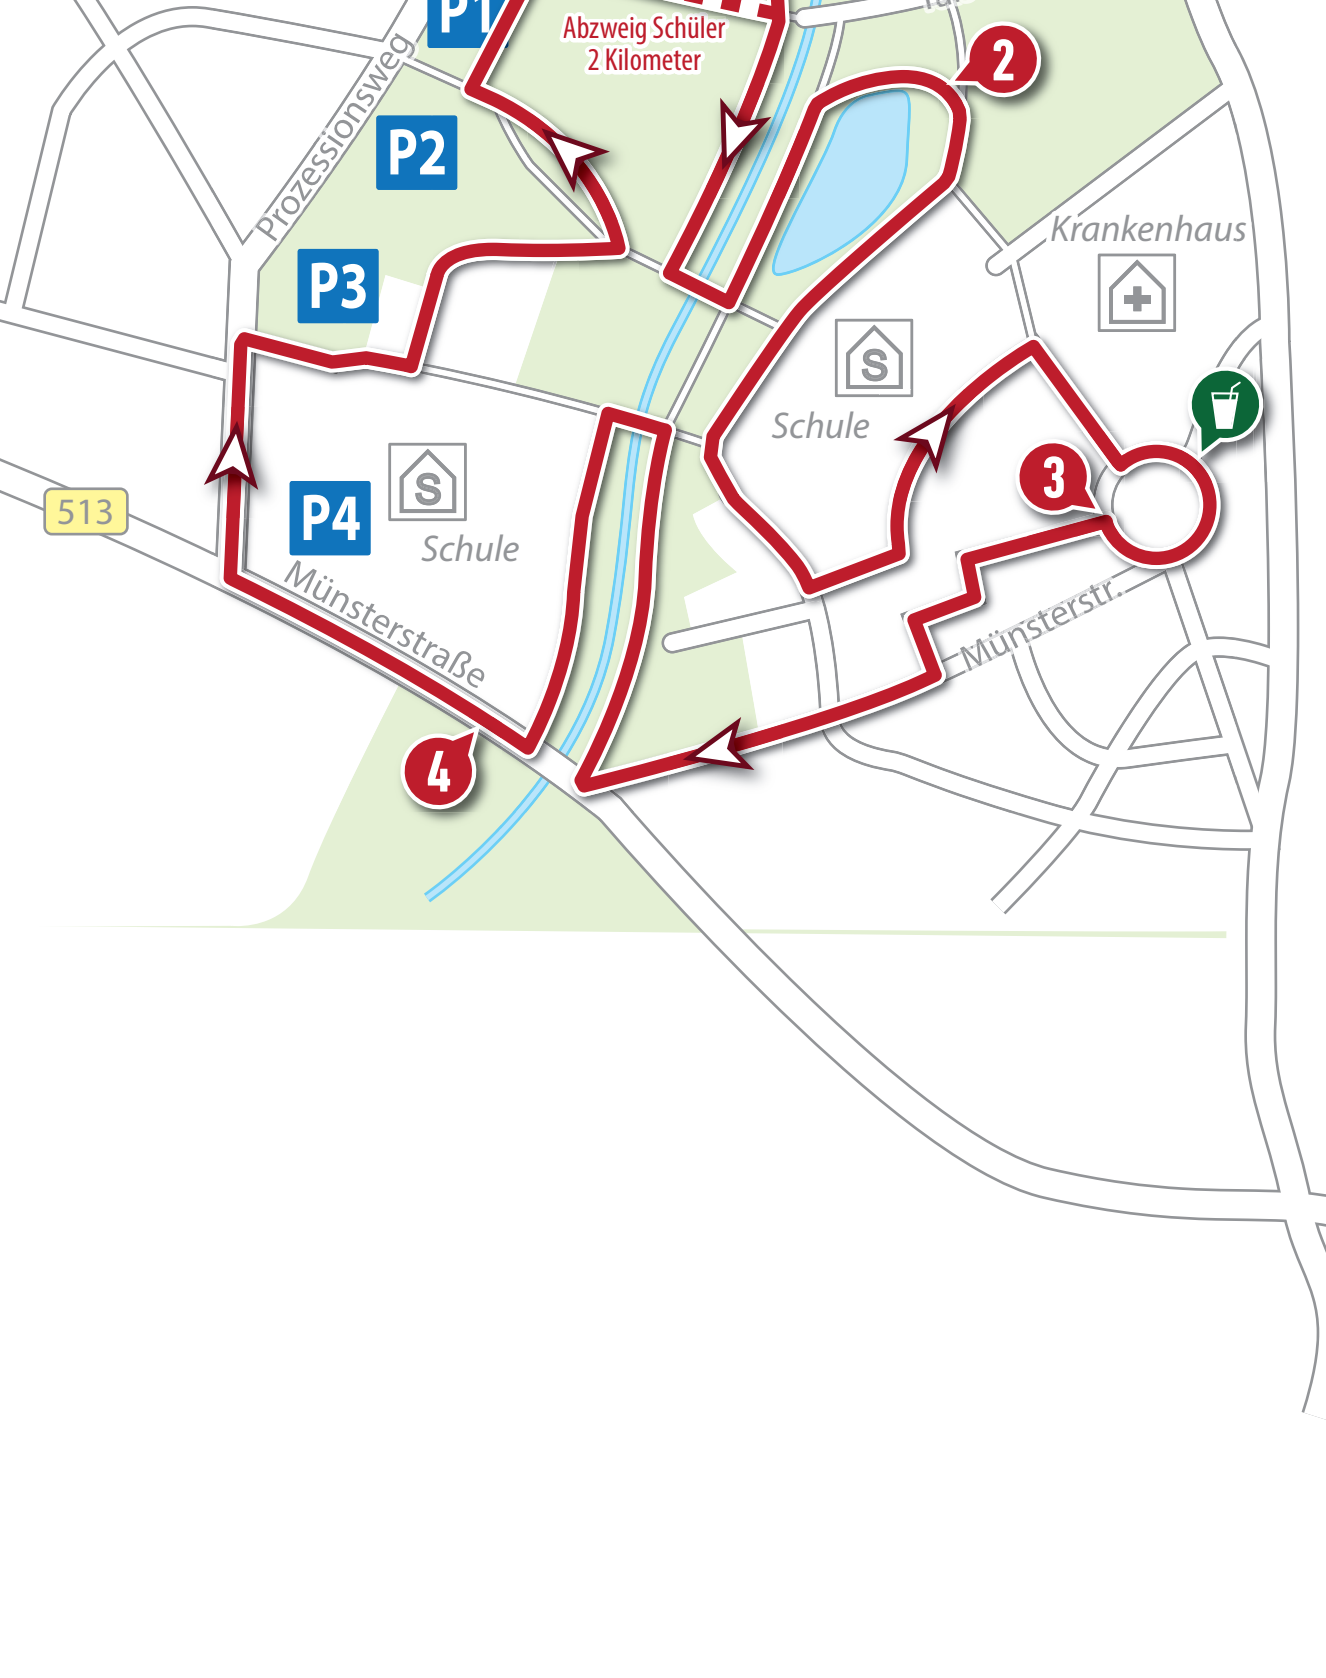 P1
Abzweig Schüler
2 Kilometer
2
Prozessionsweg
P2
Krankenhaus
P3
S
Schule
3
513
P4
S
Schule
Münsterstraße
Münsterstr.
4